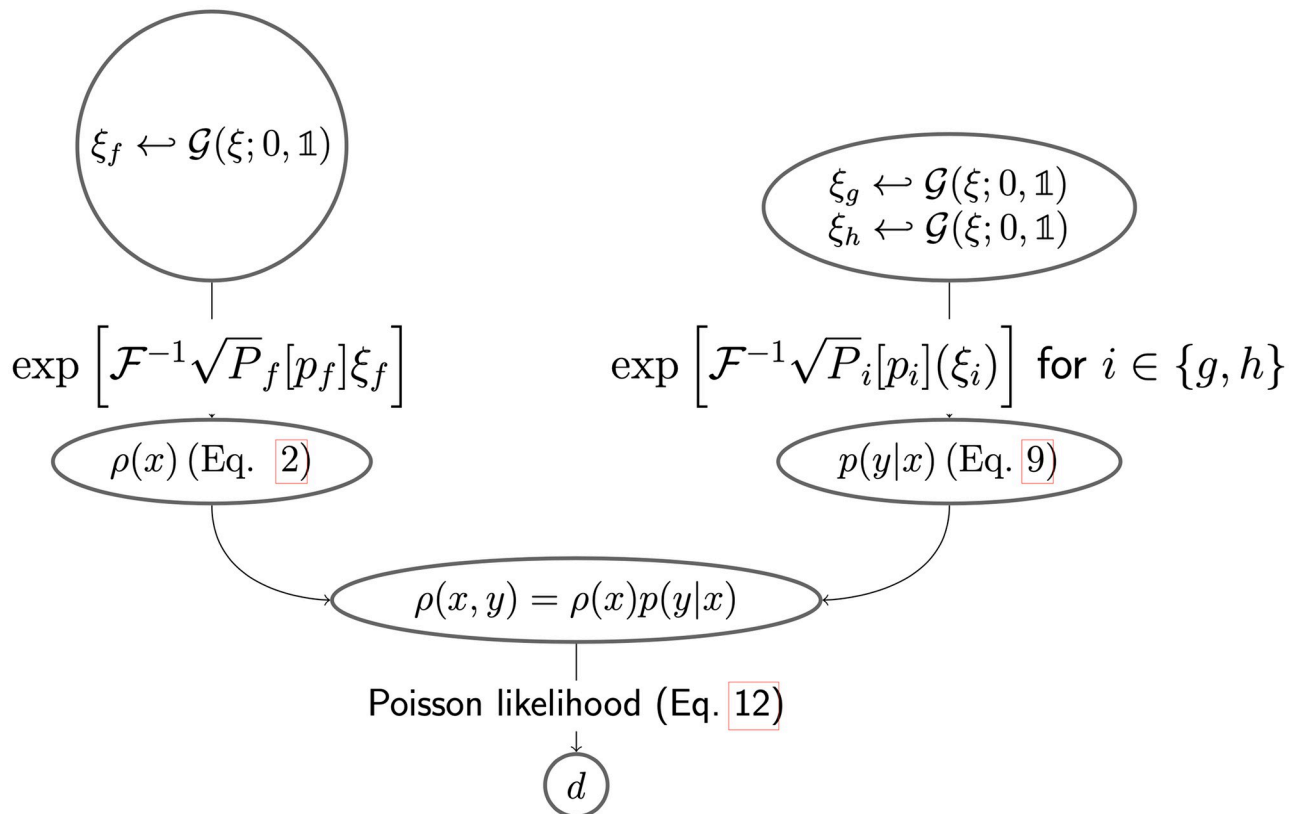 ξ_f ↩ 𝒢(ξ; 0, 𝟙)
ξ_g ↩ 𝒢(ξ; 0, 𝟙)
ξ_h ↩ 𝒢(ξ; 0, 𝟙)
exp [ℱ⁻¹√P_f[p_f]ξ_f]
exp [ℱ⁻¹√P_i[p_i](ξ_i)] for i ∈ {g, h}
ρ(x) (Eq. 2)
p(y|x) (Eq. 9)
ρ(x, y) = ρ(x)p(y|x)
Poisson likelihood (Eq. 12)
d